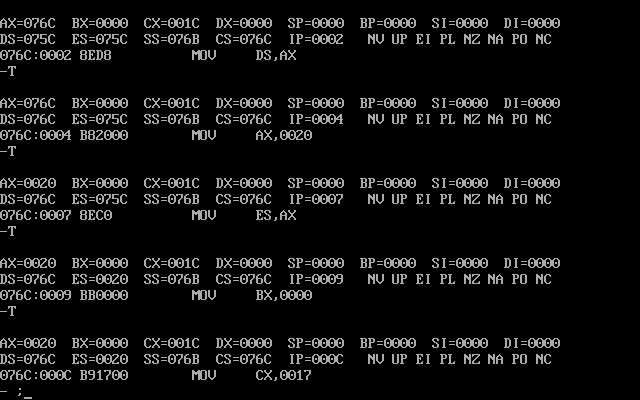 AX=076C  BX=0000  CX=001C  DX=0000  SP=0000  BP=0000  SI=0000  DI=0000
DS=075C  ES=075C  SS=076B  CS=076C  IP=0002   NV UP EI PL NZ NA PO NC
076C:0002 8ED8          MOV     DS,AX
-T
AX=076C  BX=0000  CX=001C  DX=0000  SP=0000  BP=0000  SI=0000  DI=0000
DS=076C  ES=075C  SS=076B  CS=076C  IP=0004   NV UP EI PL NZ NA PO NC
076C:0004 B82000        MOV     AX,0020
-T
AX=0020  BX=0000  CX=001C  DX=0000  SP=0000  BP=0000  SI=0000  DI=0000
DS=076C  ES=075C  SS=076B  CS=076C  IP=0007   NV UP EI PL NZ NA PO NC
076C:0007 8EC0          MOV     ES,AX
-T
AX=0020  BX=0000  CX=001C  DX=0000  SP=0000  BP=0000  SI=0000  DI=0000
DS=076C  ES=0020  SS=076B  CS=076C  IP=0009   NV UP EI PL NZ NA PO NC
076C:0009 BB0000        MOV     BX,0000
-T
AX=0020  BX=0000  CX=001C  DX=0000  SP=0000  BP=0000  SI=0000  DI=0000
DS=076C  ES=0020  SS=076B  CS=076C  IP=000C   NV UP EI PL NZ NA PO NC
076C:000C B91700        MOV     CX,0017
- ;_